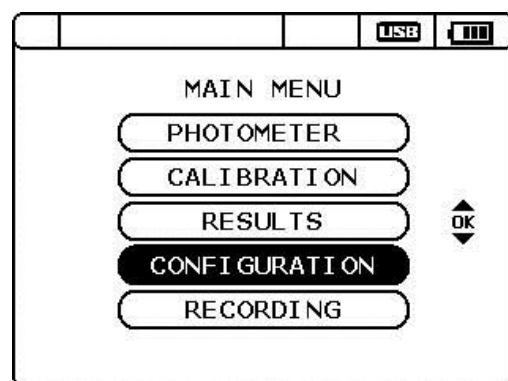 USB
MAIN MENU
PHOTOMETER
CALIBRATION
RESULTS
OK
CONFIGURATION
RECORDING